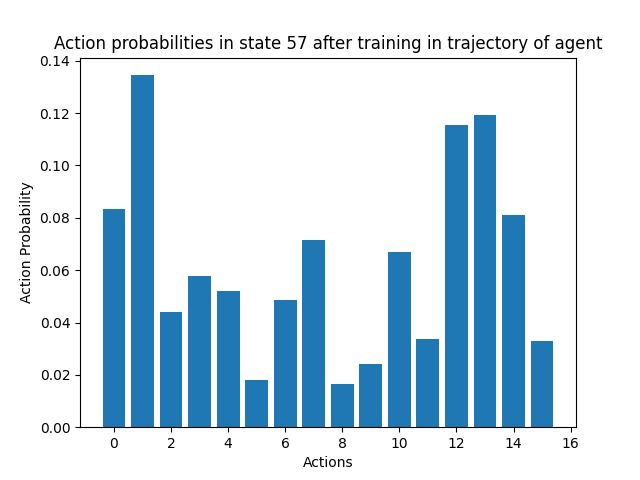 Action probabilities in state 57 after training in trajectory of agent
0.14
0.12
0.10
0.08
0.06
0.04
0.02
0.00
Action Probability
0 2 4 6 8 10 12 14 16
Actions